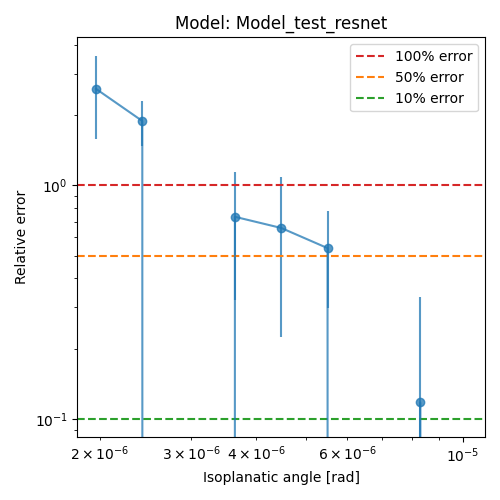 Model: Model_test_resnet
100% error
50% error
10% error
Relative error
10⁰
10⁻¹
2 × 10⁻⁶
3 × 10⁻⁶
4 × 10⁻⁶
6 × 10⁻⁶
10⁻⁵
Isoplanatic angle [rad]